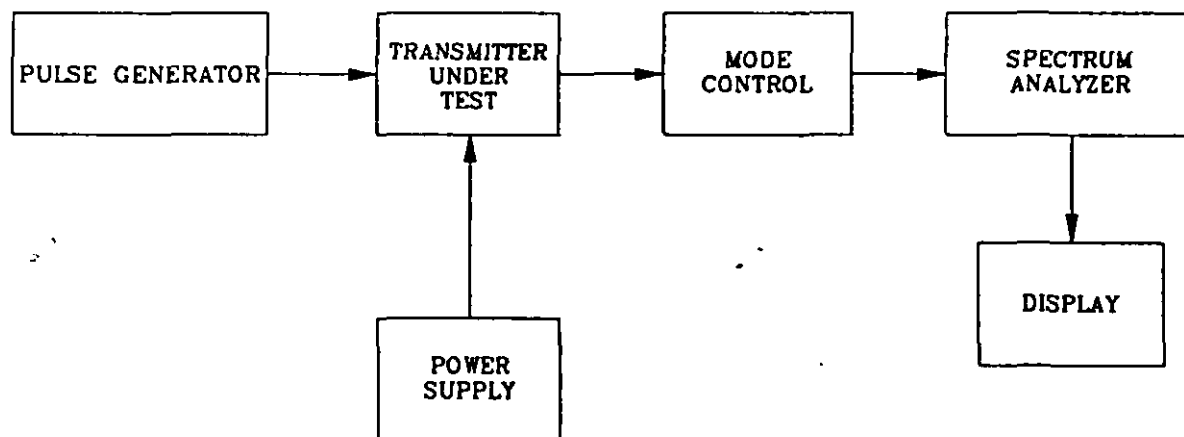 PULSE GENERATOR
TRANSMITTER
UNDER
TEST
MODE
CONTROL
SPECTRUM
ANALYZER
DISPLAY
POWER
SUPPLY